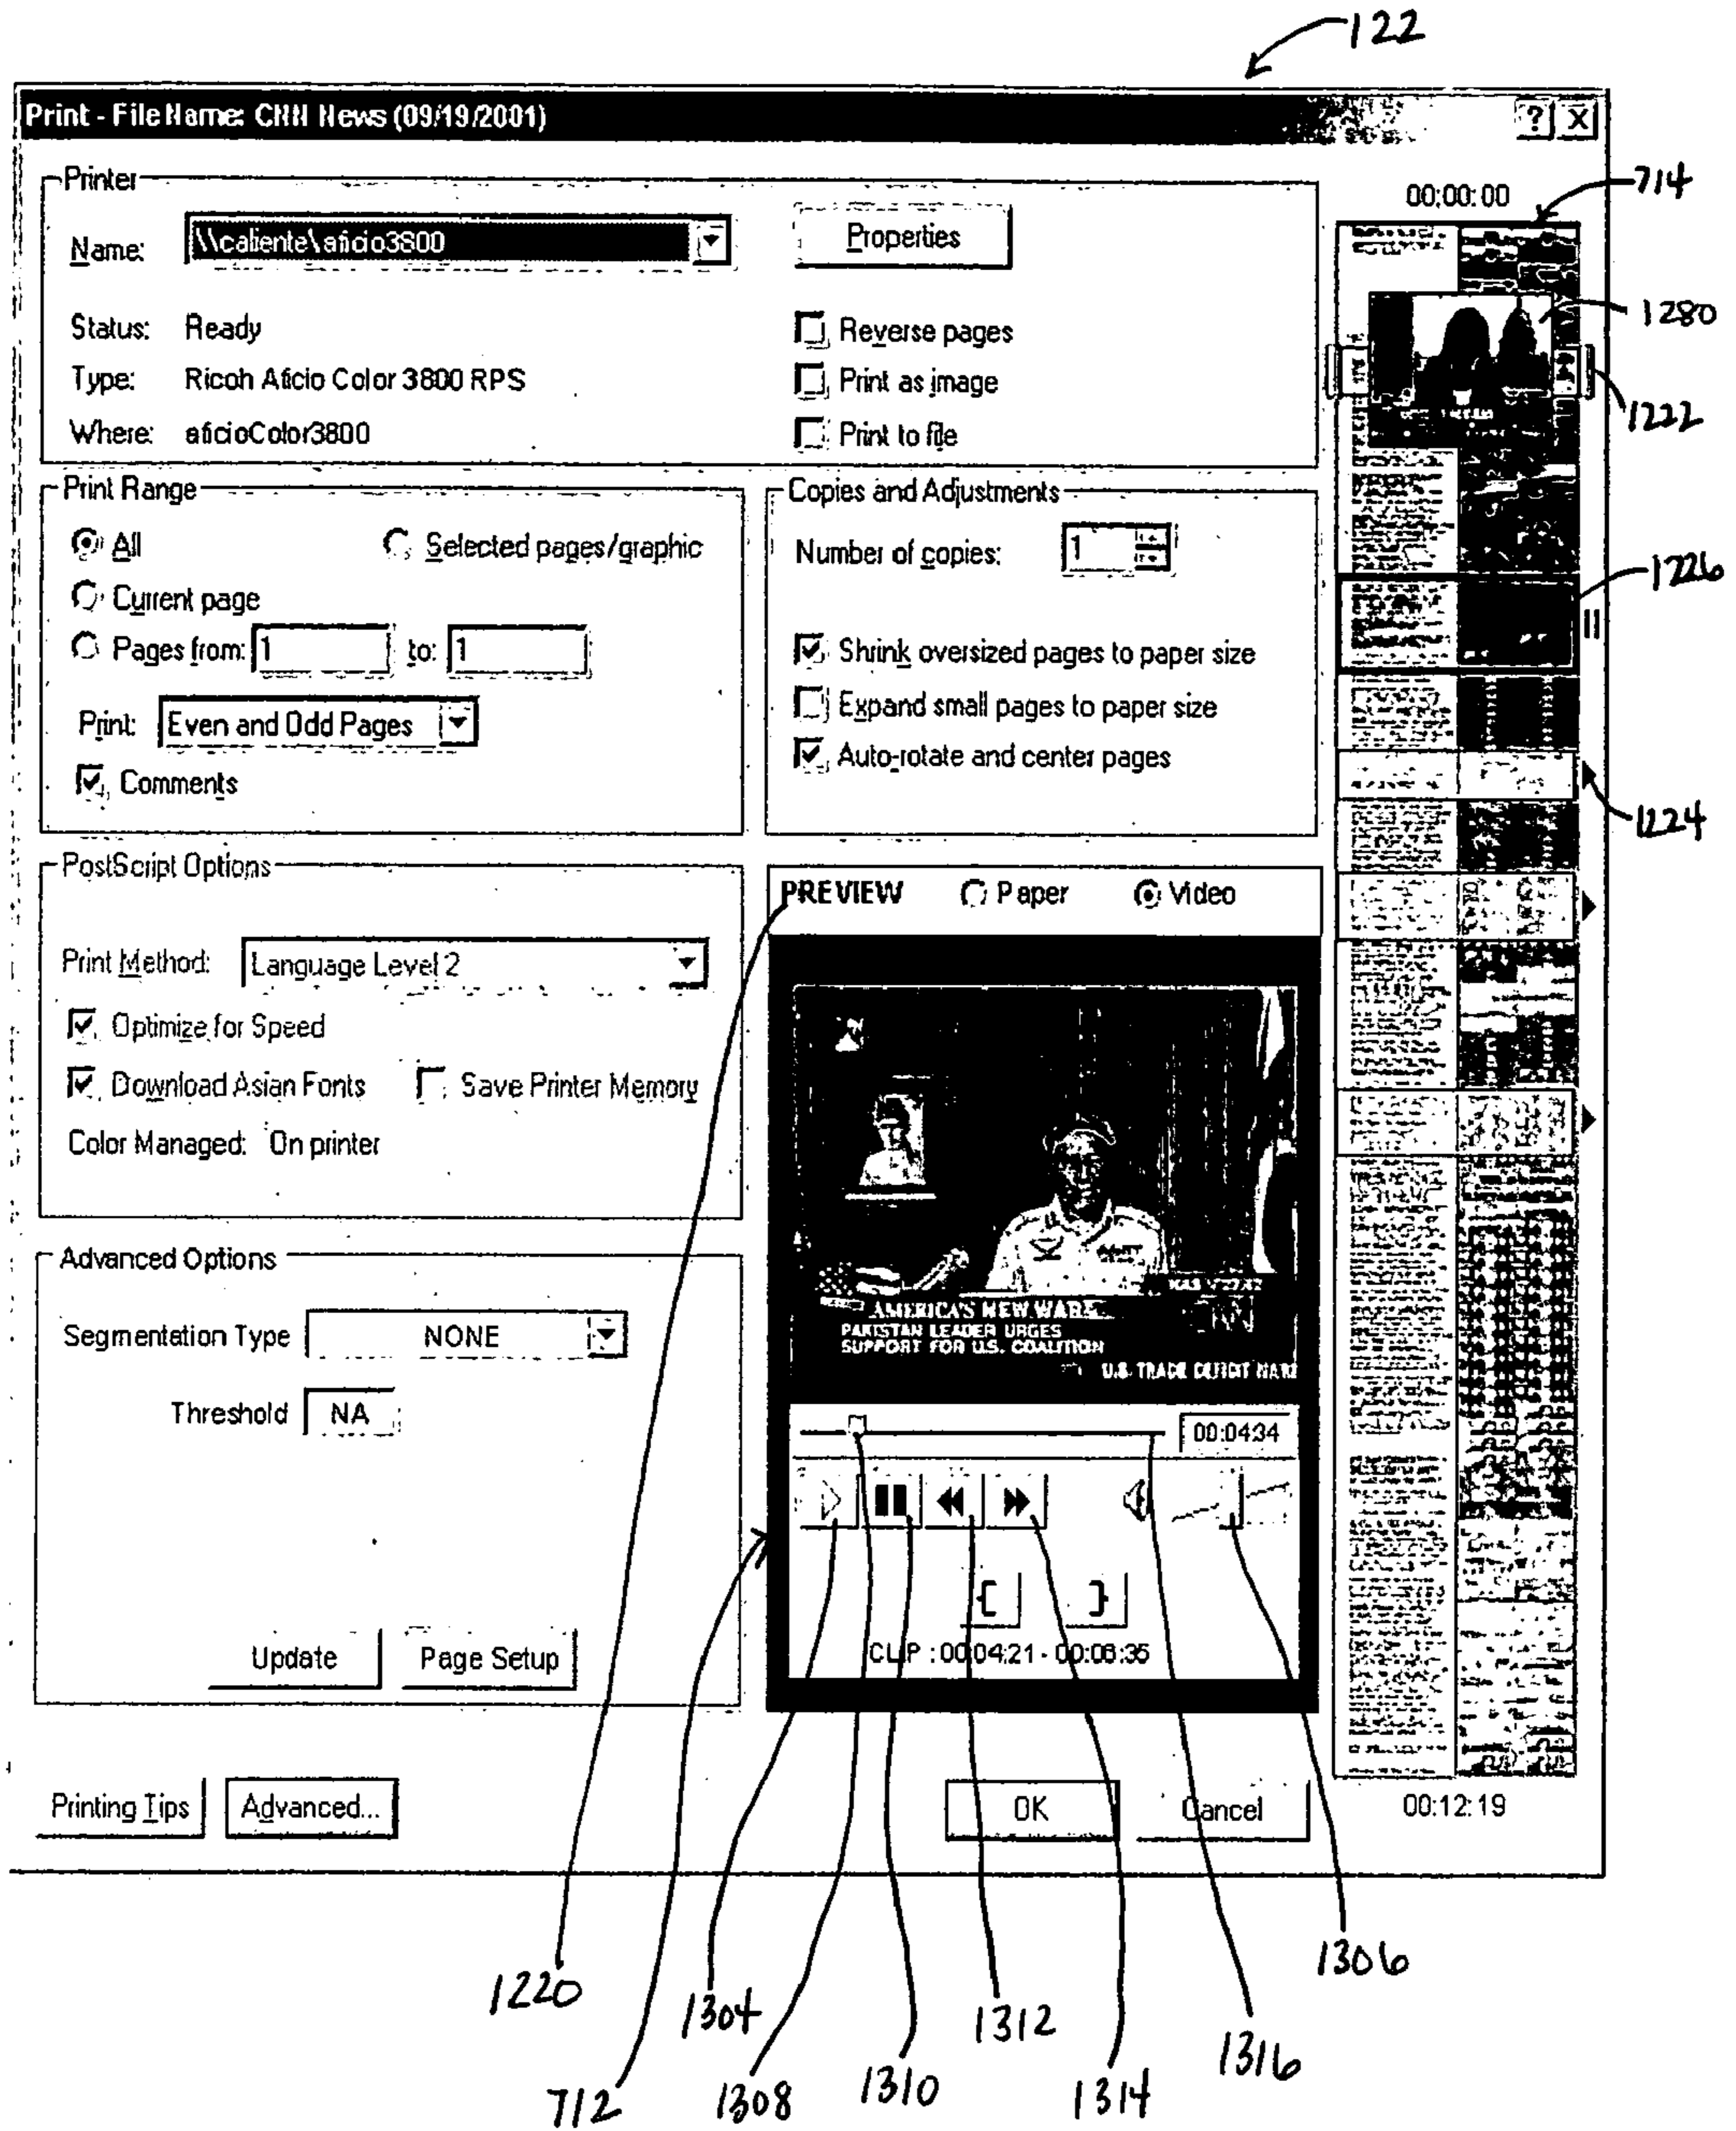 122
Print - File Name: CNN News (09/19/2001)
? X
Printer
Name: \\caliente\aficio3800
Properties
Status: Ready
Type: Ricoh Aficio Color 3800 RPS
Where: aficioColor3800
Reverse pages
Print as image
Print to file
00:00:00
714
1280
1222
Print Range
All
Selected pages/graphic
Current page
Pages from: 1 to: 1
Print: Even and Odd Pages
Comments
Copies and Adjustments
Number of copies: 1
Shrink oversized pages to paper size
Expand small pages to paper size
Auto-rotate and center pages
1226
1224
PostScript Options
Print Method: Language Level 2
Optimize for Speed
Download Asian Fonts
Save Printer Memory
Color Managed: On printer
PREVIEW Paper Video
AMERICA'S NEW WAR
PAKISTAN LEADER URGES
SUPPORT FOR U.S. COALITION
U.S. TRADE DEFICIT
Advanced Options
Segmentation Type NONE
Threshold NA
Update
Page Setup
00:04:34
{ }
CLIP : 00:04:21 - 00:06:35
Printing Tips
Advanced...
OK
Cancel
00:12:19
1220
712
1304
1308
1310
1312
1314
1316
1306